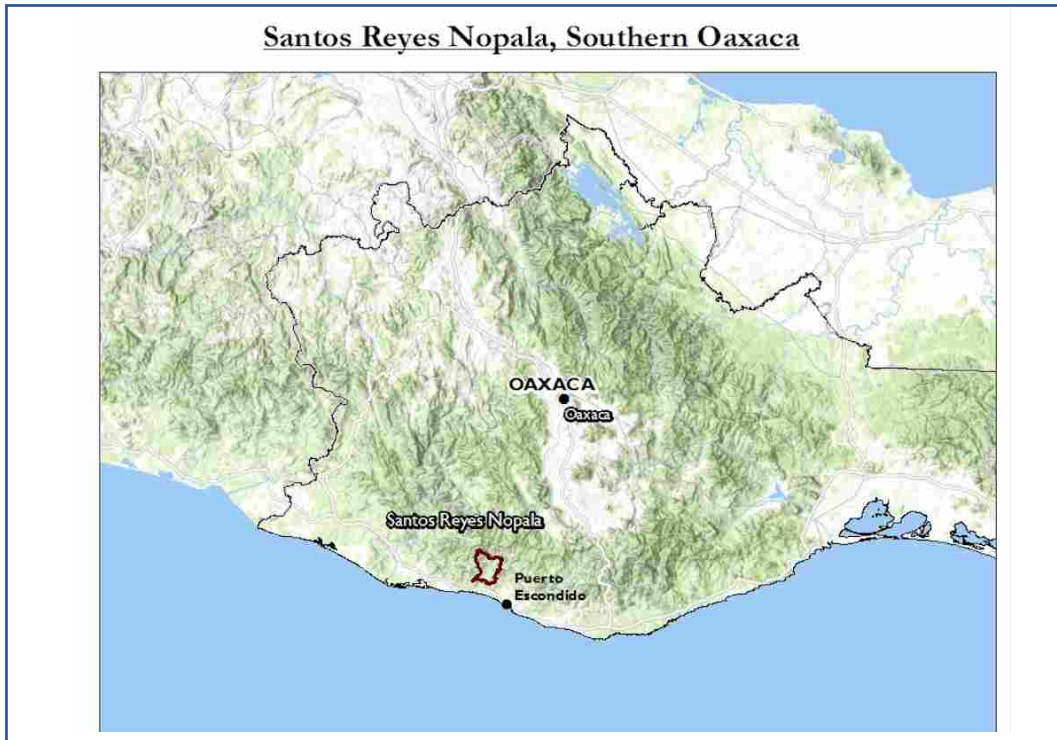 Santos Reyes Nopala, Southern Oaxaca
OAXACA
Oaxaca
Santos Reyes Nopala
Puerto
Escondido